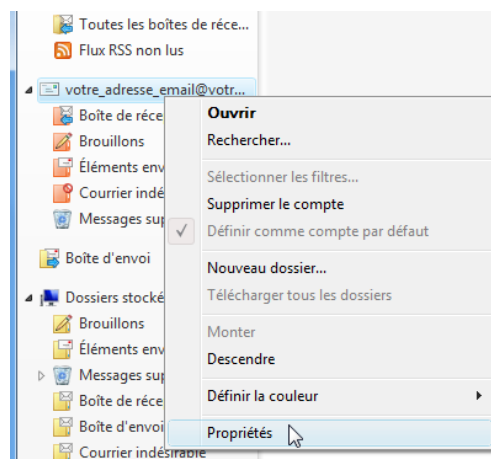 Toutes les boîtes de réce...
Flux RSS non lus
votre_adresse_email@votr...
Boîte de réce
Brouillons
Éléments env
Courrier indé
Messages sup
Boîte d'envoi
Dossiers stocké
Brouillons
Éléments env
Messages sup
Boîte de réce
Boîte d'envoi
Courrier indésirable
Ouvrir
Rechercher...
Sélectionner les filtres...
Supprimer le compte
Définir comme compte par défaut
Nouveau dossier...
Télécharger tous les dossiers
Monter
Descendre
Définir la couleur
Propriétés